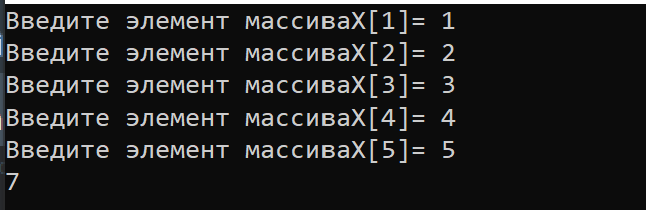 Введите элемент массиваX[1]= 1
Введите элемент массиваX[2]= 2
Введите элемент массиваX[3]= 3
Введите элемент массиваX[4]= 4
Введите элемент массиваX[5]= 5
7